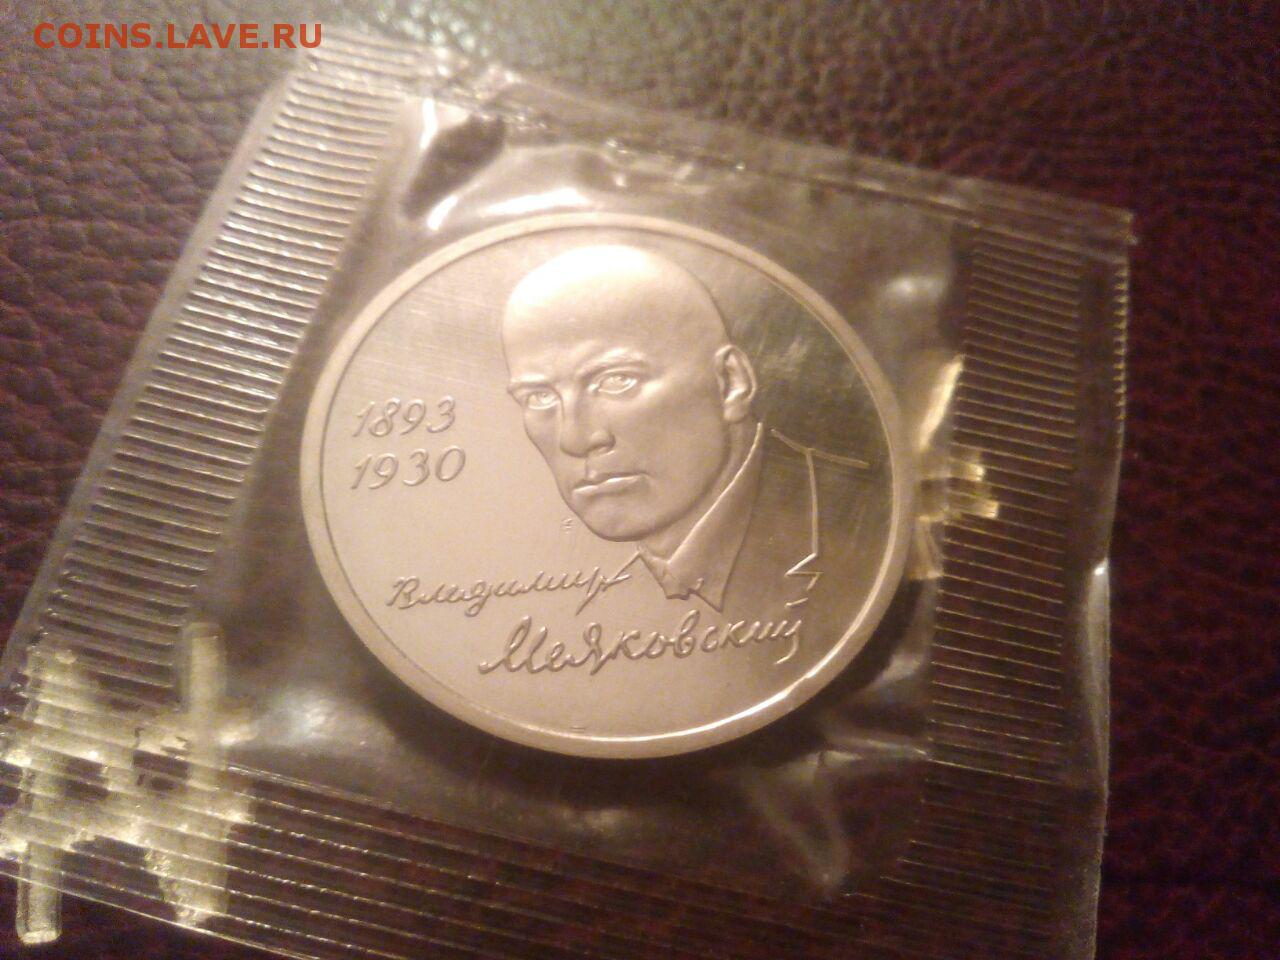 COINS.LAVE.RU
1893
1930
Владимир
Маяковский